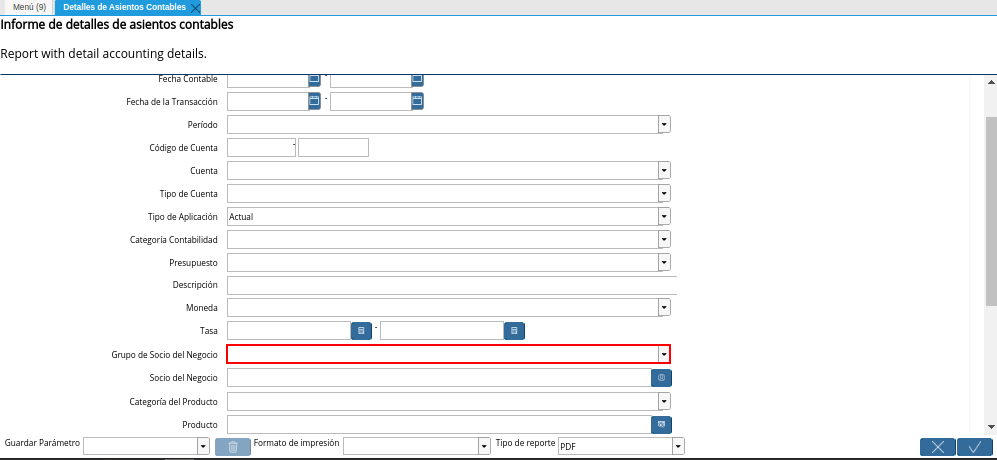 Menú (9) Detalles de Asientos Contables
Informe de detalles de asientos contables
Report with detail accounting details.
Fecha Contable -
Fecha de la Transacción -
Período
Código de Cuenta -
Cuenta
Tipo de Cuenta
Tipo de Aplicación Actual
Categoría Contabilidad
Presupuesto
Descripción
Moneda
Tasa -
Grupo de Socio del Negocio
Socio del Negocio
Categoría del Producto
Producto
Guardar Parámetro Formato de impresión Tipo de reporte PDF